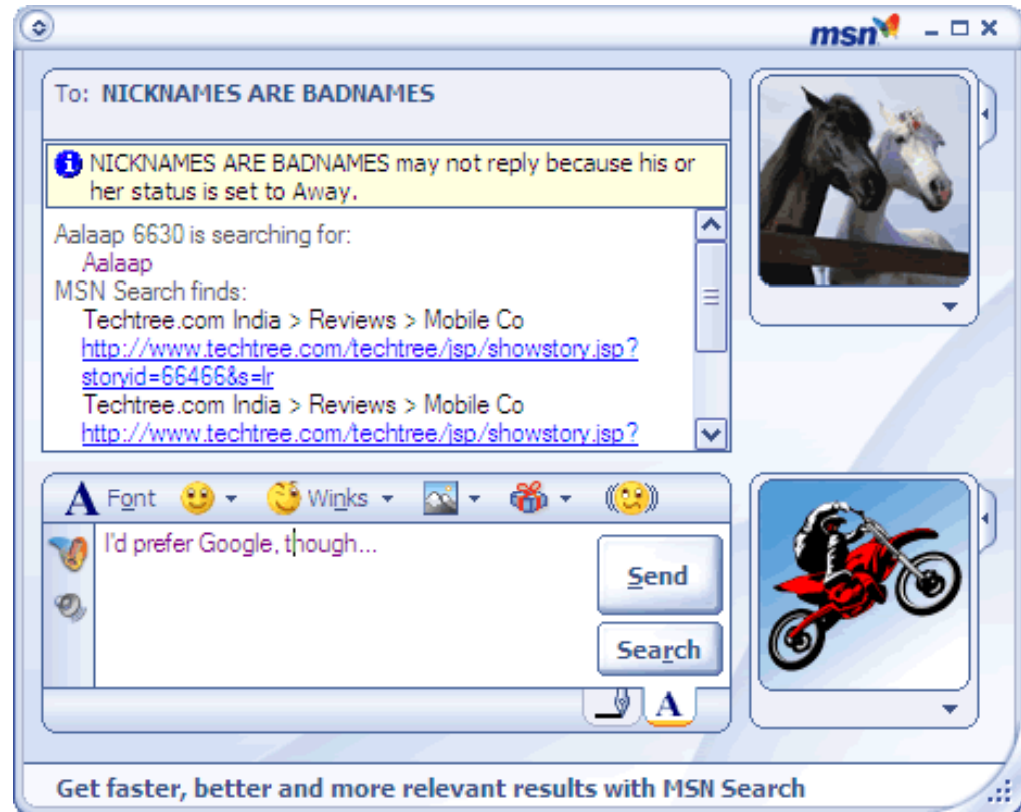 msn
To: NICKNAMES ARE BADNAMES
NICKNAMES ARE BADNAMES may not reply because his or
her status is set to Away.
Aalaap 6630 is searching for:
Aalaap
MSN Search finds:
Techtree.com India > Reviews > Mobile Co
http://www.techtree.com/techtree/jsp/showstory.jsp?
storyid=66466&s=lr
Techtree.com India > Reviews > Mobile Co
http://www.techtree.com/techtree/jsp/showstory.jsp?
A Font Winks
I'd prefer Google, though...
Send
Search
A
Get faster, better and more relevant results with MSN Search